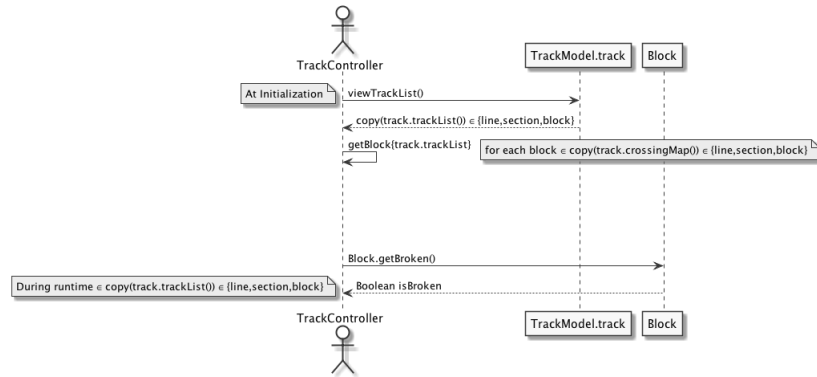 TrackController
TrackModel.track
Block
At Initialization
viewTrackList()
copy(track.trackList()) ∈ {line,section,block}
getBlock{track.trackList}
for each block ∈ copy(track.crossingMap()) ∈ {line,section,block}
Block.getBroken()
During runtime ∈ copy(track.trackList()) ∈ {line,section,block}
Boolean isBroken
TrackController
TrackModel.track
Block